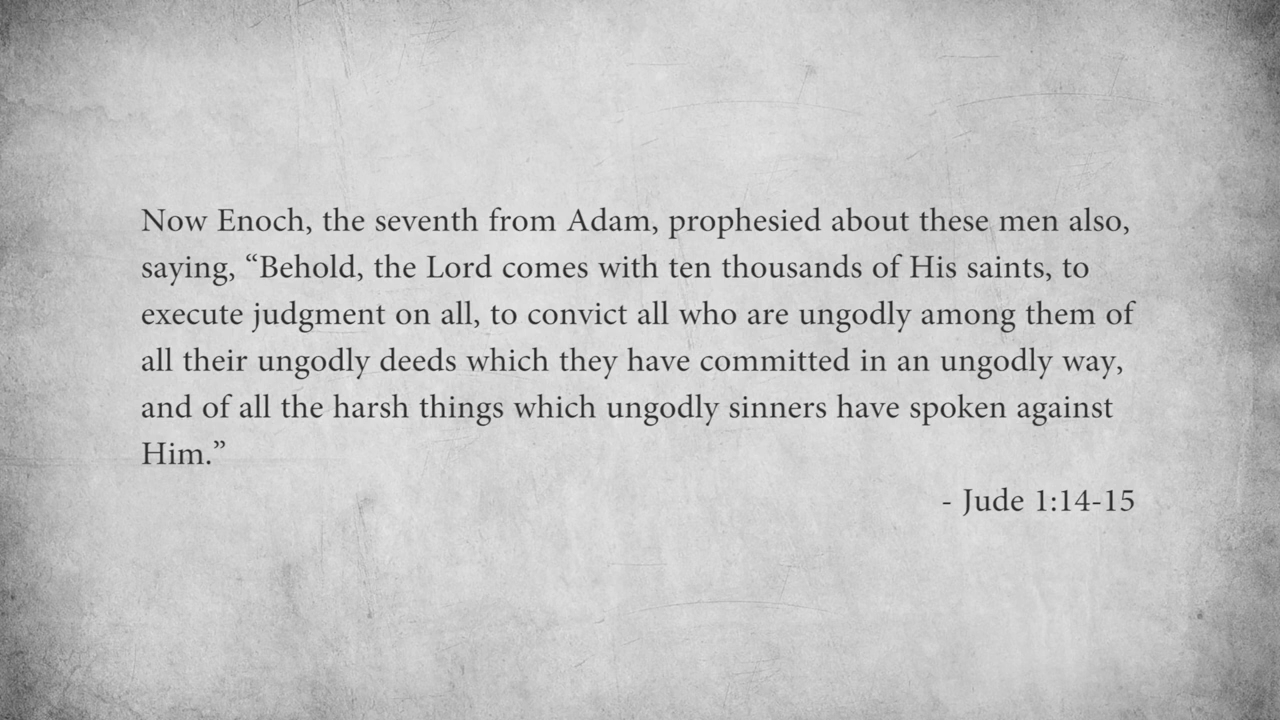 Now Enoch, the seventh from Adam, prophesied about these men also,
saying, “Behold, the Lord comes with ten thousands of His saints, to
execute judgment on all, to convict all who are ungodly among them of
all their ungodly deeds which they have committed in an ungodly way,
and of all the harsh things which ungodly sinners have spoken against
Him.”
- Jude 1:14-15